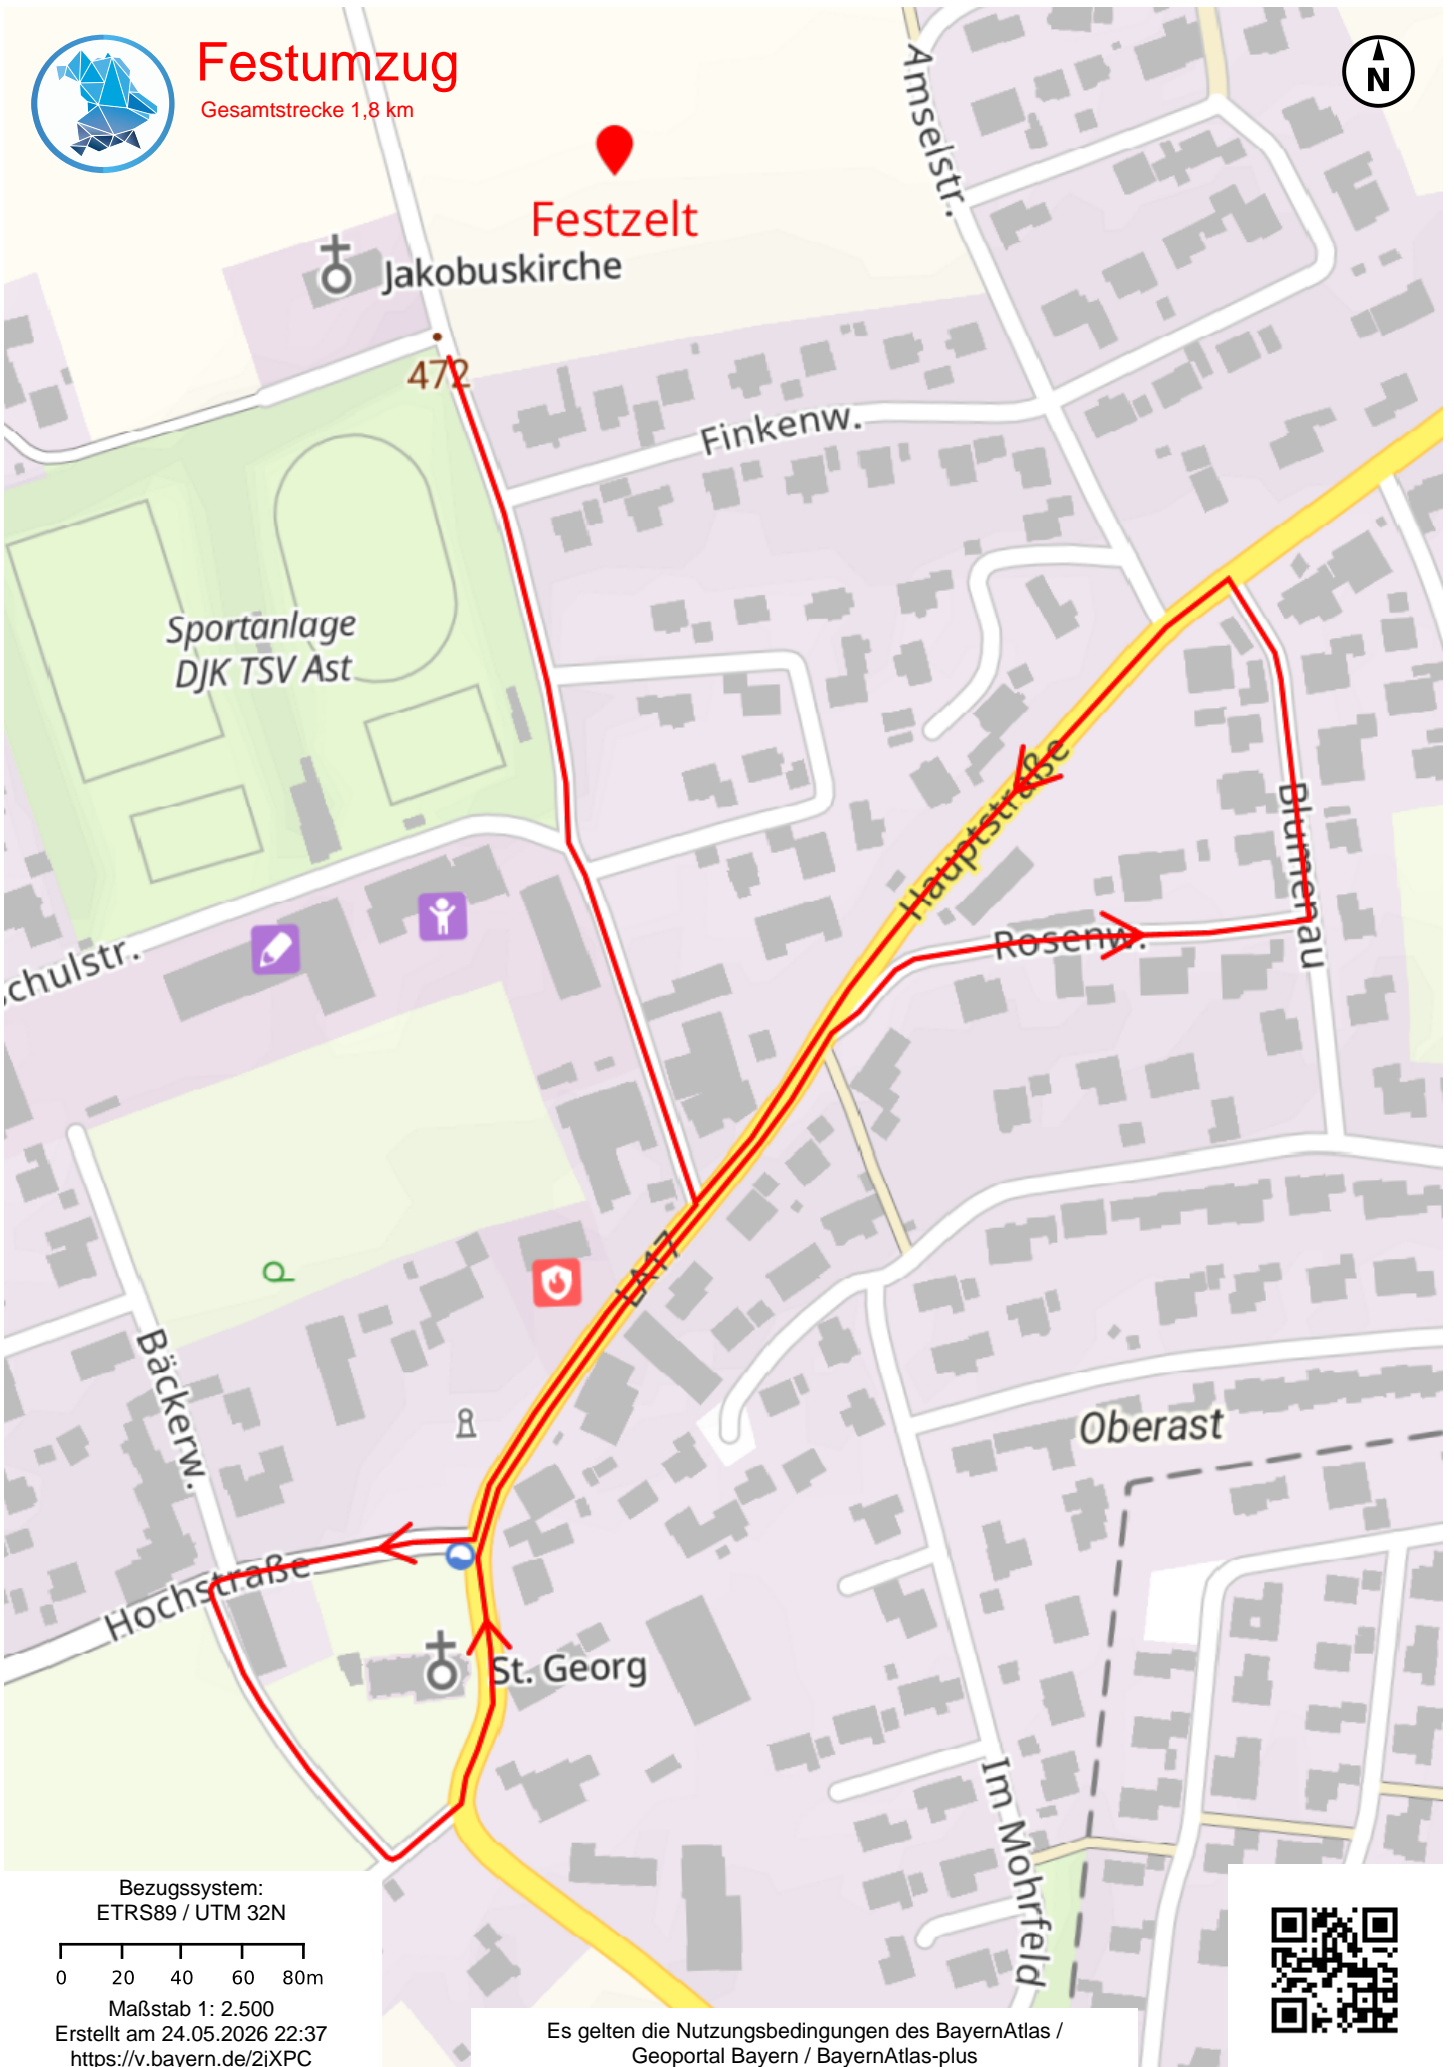 Festumzug
Gesamtstrecke 1,8 km
N
Amselstr.
Festzelt
Jakobuskirche
472
Finkenw.
Sportanlage
DJK TSV Ast
Hauptstraße
Blumenau
Rosenw.
chulstr.
LA17
Bäckerw.
Oberast
Hochstraße
St. Georg
Im Mohrfeld
Bezugssystem:
ETRS89 / UTM 32N
0 20 40 60 80m
Maßstab 1: 2.500
Erstellt am 24.05.2026 22:37
https://v.bayern.de/2jXPC
Es gelten die Nutzungsbedingungen des BayernAtlas /
Geoportal Bayern / BayernAtlas-plus